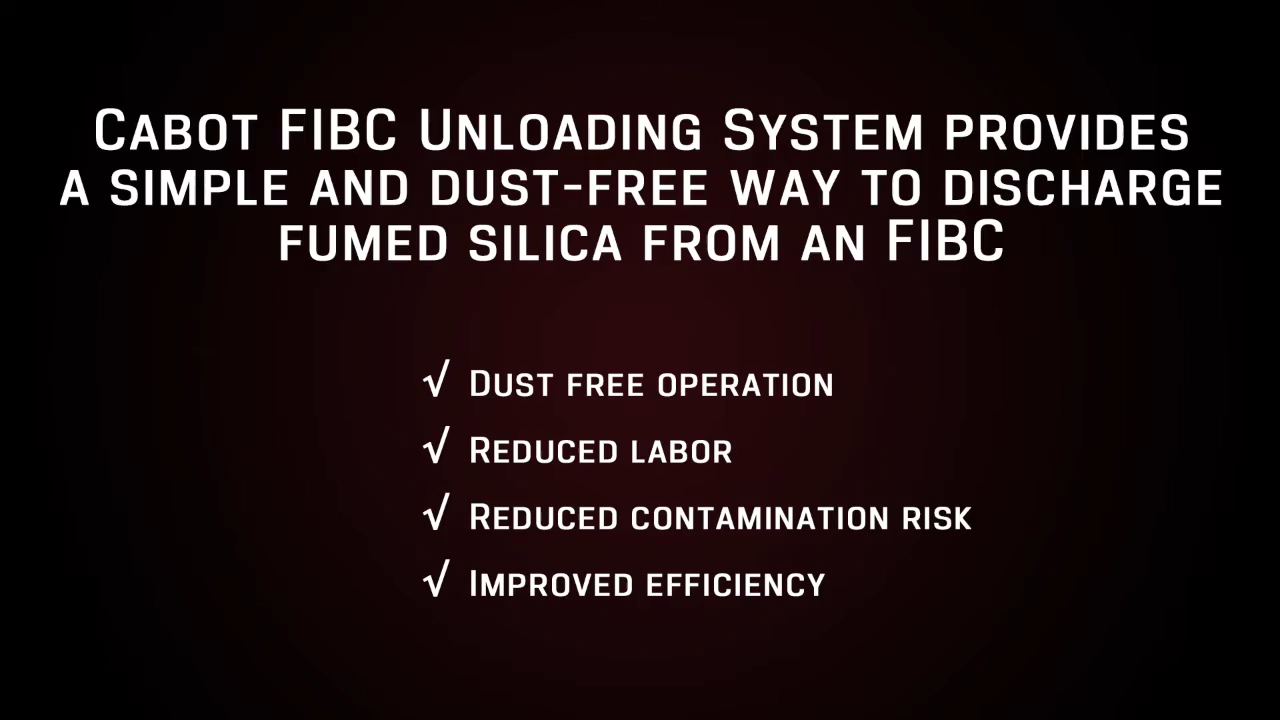 Cabot FIBC Unloading System provides
a simple and dust-free way to discharge
fumed silica from an FIBC
√ Dust free operation
√ Reduced labor
√ Reduced contamination risk
√ Improved efficiency